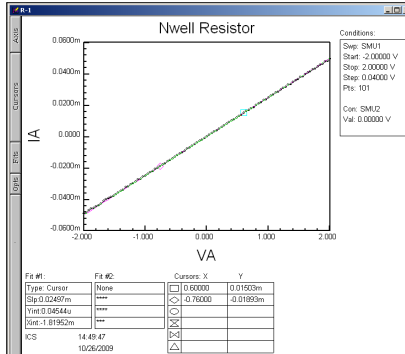 R-1
Nwell Resistor
Axis
Cursors
Fits
Opts
IA
0.0600m
0.0400m
0.0200m
0.0000
-0.0200m
-0.0400m
-0.0600m
-2.000 -1.000 0.000 1.000 2.000
VA
Conditions:
Swp: SMU1
Start: -2.00000 V
Stop: 2.00000 V
Step: 0.04000 V
Pts: 101
Con: SMU2
Val: 0.00000 V
Fit #1: Fit #2: Cursors: X Y
Type: Cursor None 0.60000 0.01503m
Slp:0.02497m **** -0.76000 -0.01893m
Yint:0.04544u ****
Xint:-1.81952m ***
ICS 14:49:47
10/26/2009